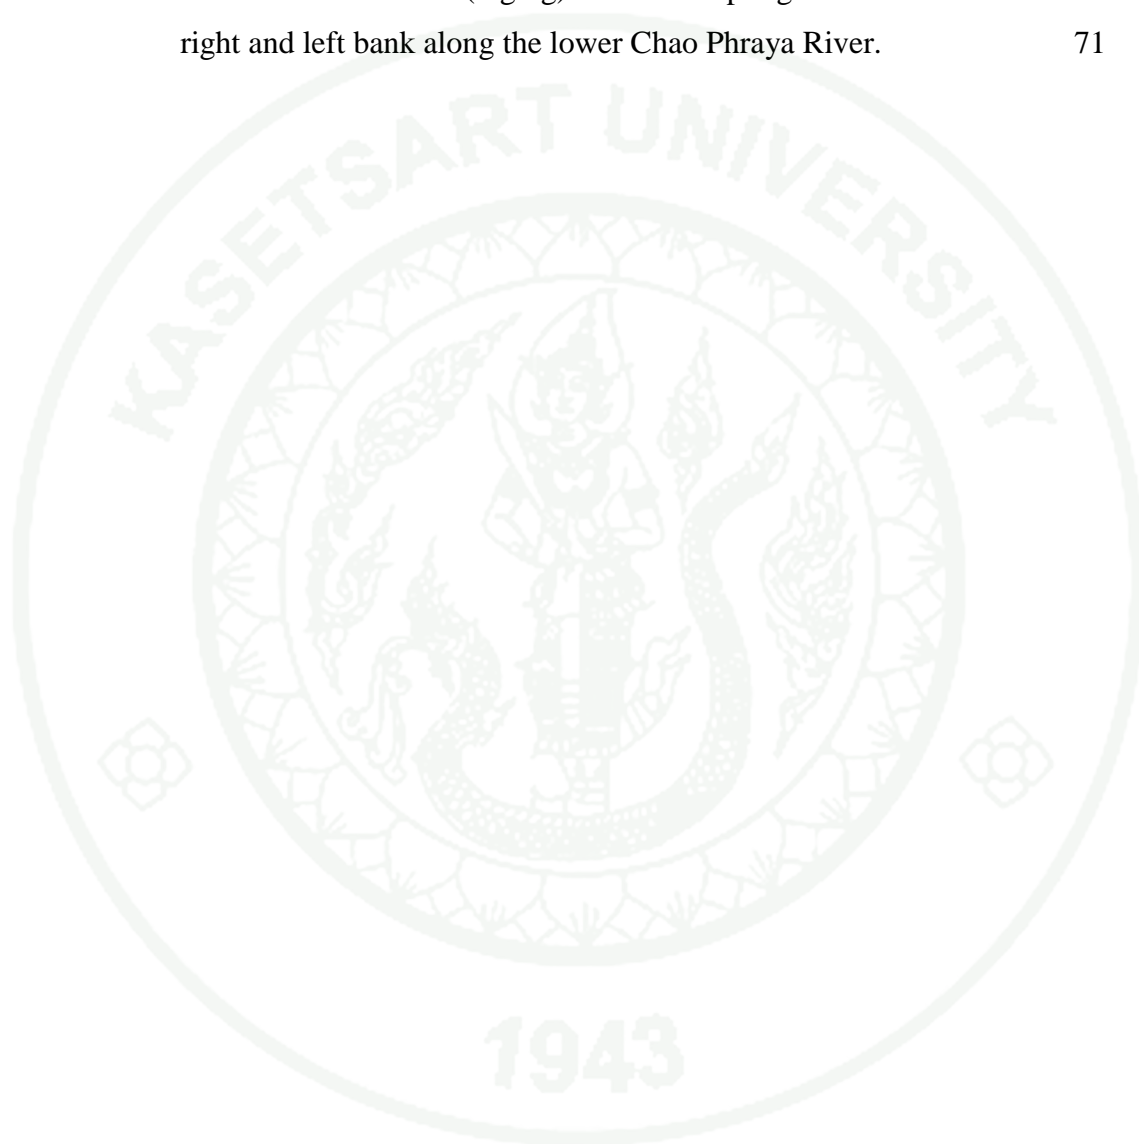 right and left bank along the lower Chao Phraya River. 71
KASETSART UNIVERSITY
1943